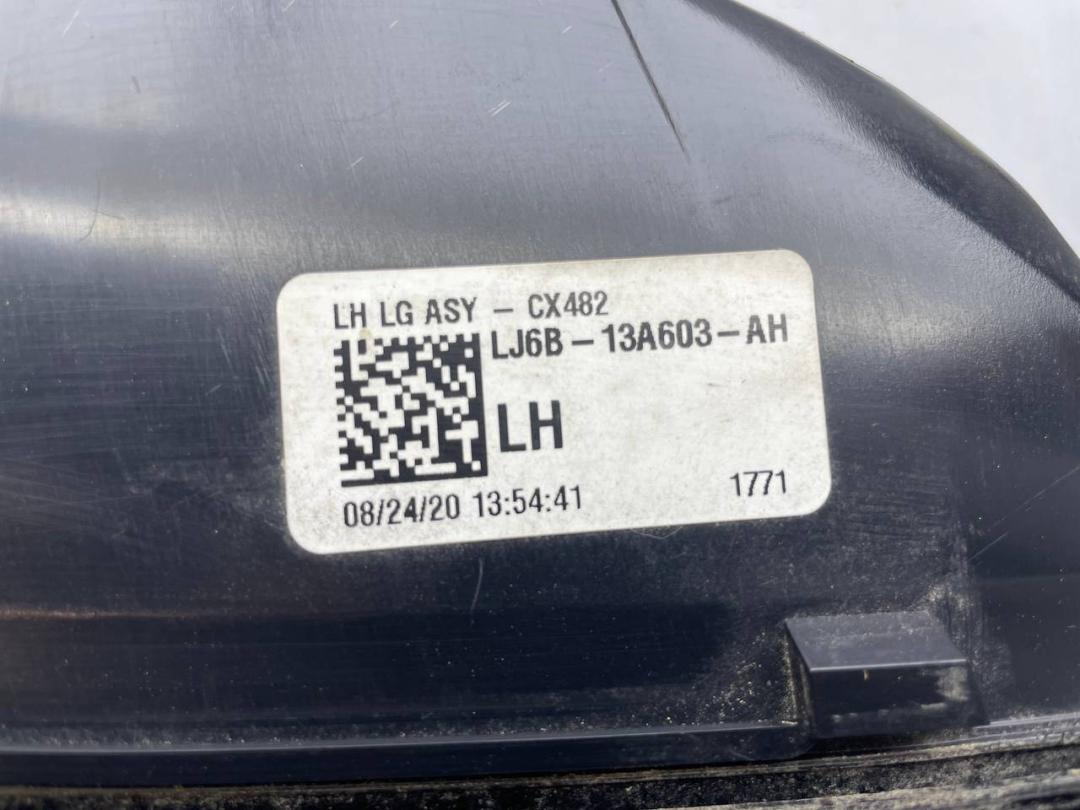 LH LG ASY - CX482
LJ6B-13A603-AH
LH
08/24/20 13:54:41 1771